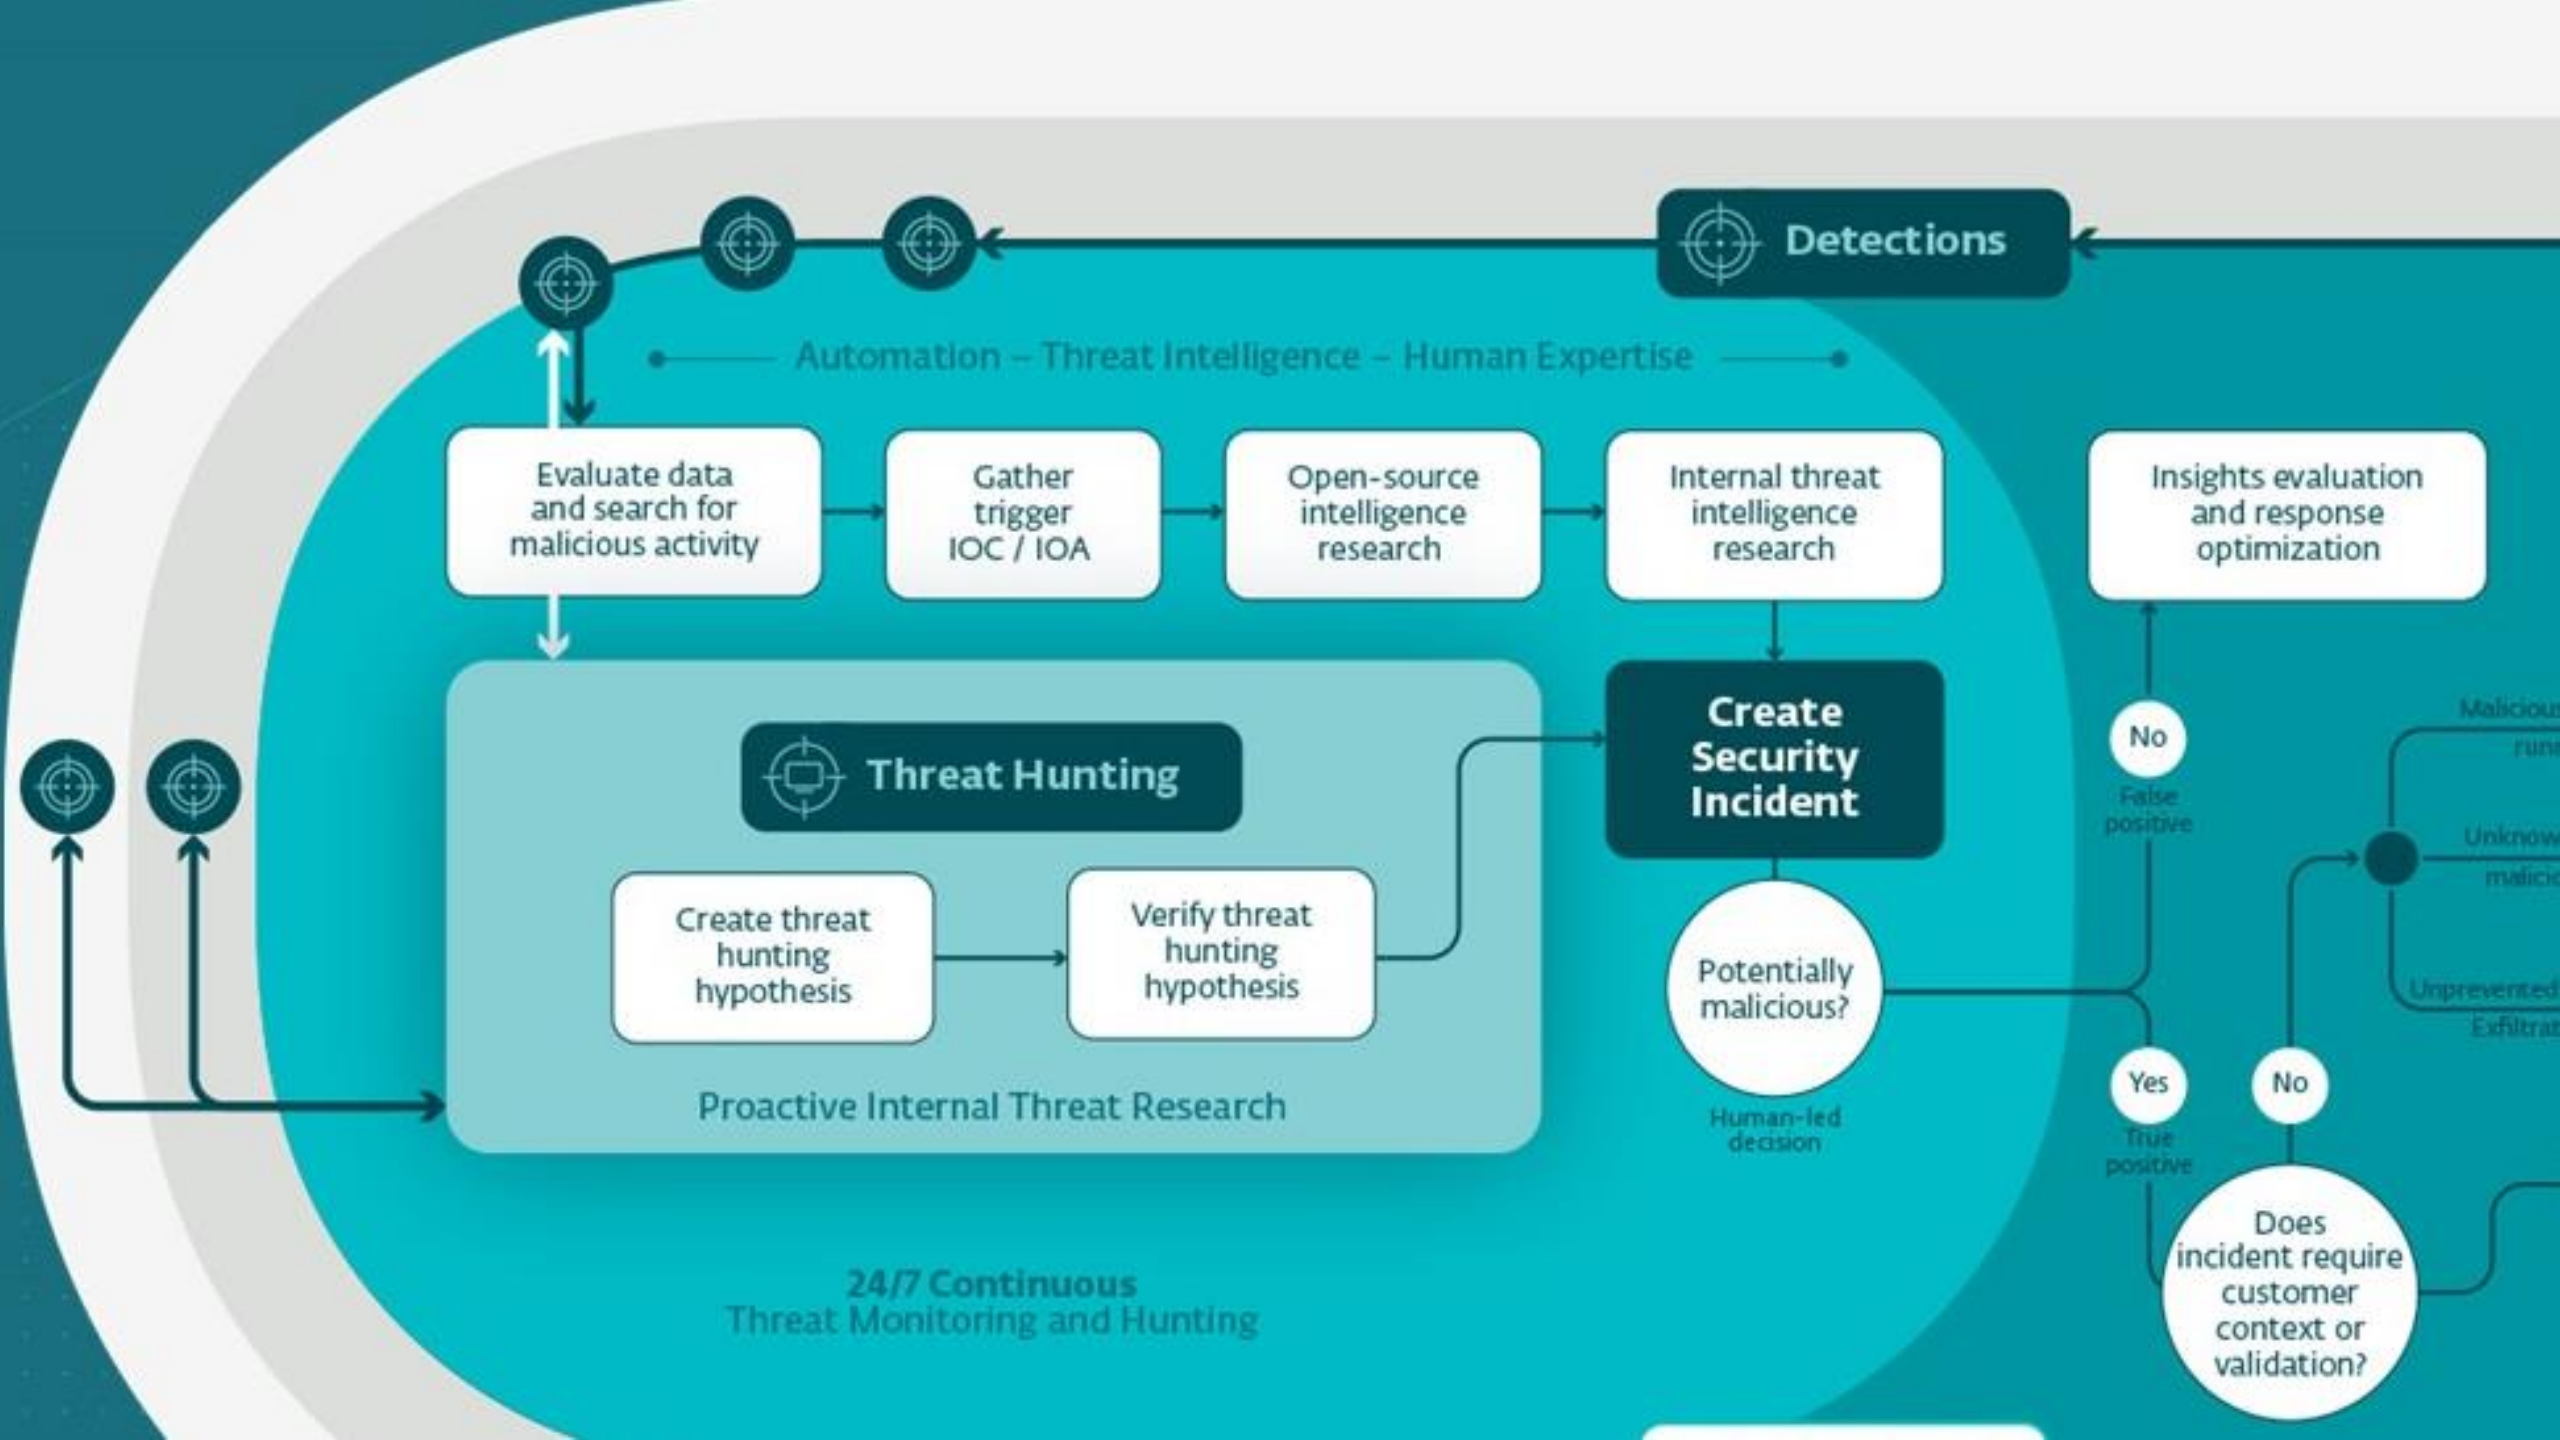 Detections
Automation – Threat Intelligence – Human Expertise
Evaluate data
and search for
malicious activity
Gather
trigger
IOC / IOA
Open-source
intelligence
research
Internal threat
intelligence
research
Insights evaluation
and response
optimization
Threat Hunting
Create threat
hunting
hypothesis
Verify threat
hunting
hypothesis
Proactive Internal Threat Research
Create
Security
Incident
Potentially
malicious?
Human-led
decision
No
False
positive
Yes
True
positive
No
Does
incident require
customer
context or
validation?
Malicious
Unprevented
24/7 Continuous
Threat Monitoring and Hunting